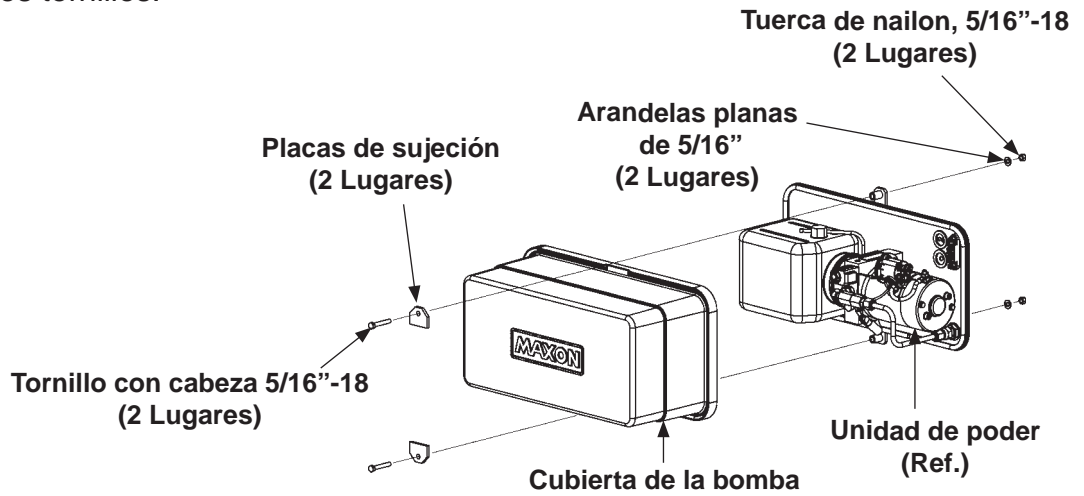 Tuerca de nailon, 5/16”-18
(2 Lugares)
Arandelas planas
de 5/16”
(2 Lugares)
Placas de sujeción
(2 Lugares)
MAXON
Tornillo con cabeza 5/16”-18
(2 Lugares)
Unidad de poder
(Ref.)
Cubierta de la bomba